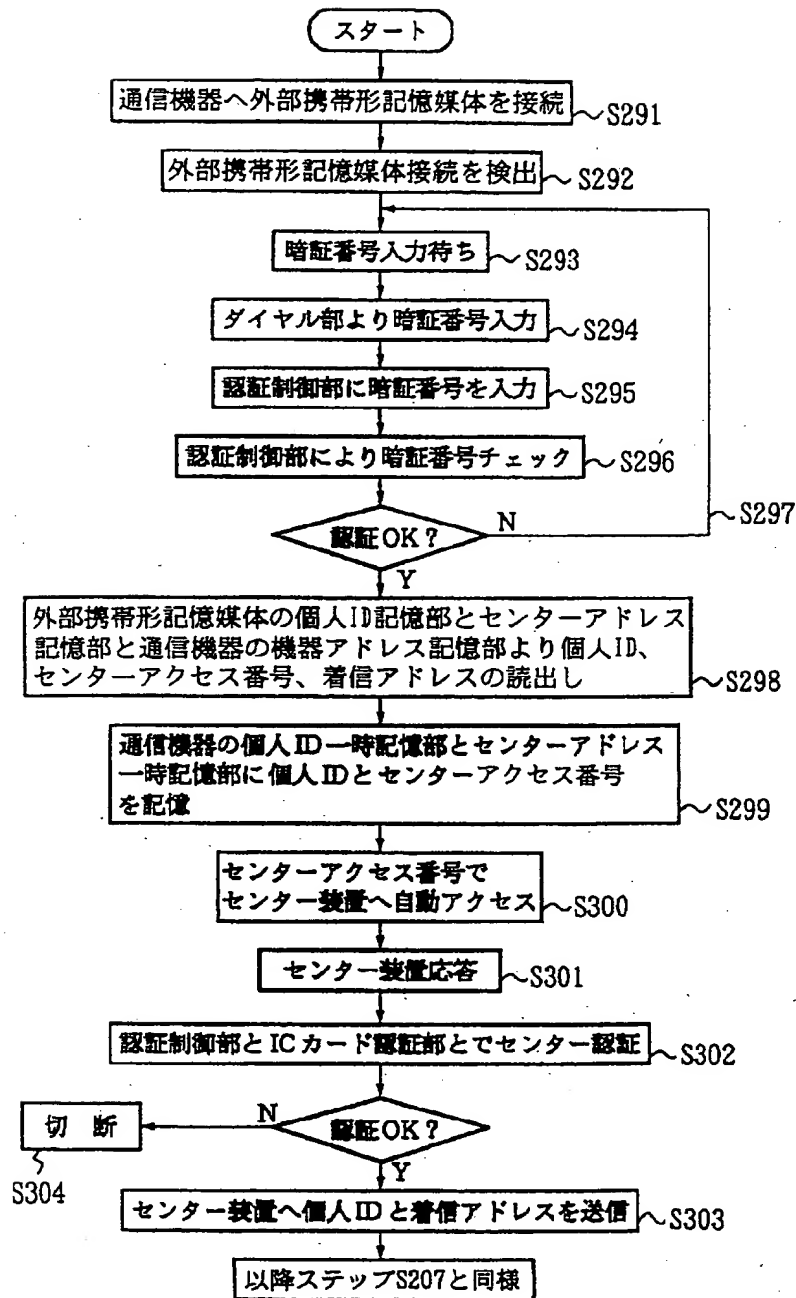 スタート
通信機器へ外部携帯形記憶媒体を接続
S291
外部携帯形記憶媒体接続を検出
S292
暗証番号入力待ち
S293
ダイヤル部より暗証番号入力
S294
認証制御部に暗証番号を入力
S295
認証制御部により暗証番号チェック
S296
認証OK?
N
S297
Y
外部携帯形記憶媒体の個人ID記憶部とセンターアドレス
記憶部と通信機器の機器アドレス記憶部より個人ID、
センターアクセス番号、着信アドレスの読出し
S298
通信機器の個人ID一時記憶部とセンターアドレス
一時記憶部に個人IDとセンターアクセス番号
を記憶
S299
センターアクセス番号で
センター装置へ自動アクセス
S300
センター装置応答
S301
認証制御部とICカード認証部とでセンター認証
S302
認証OK?
N
切 断
S304
Y
センター装置へ個人IDと着信アドレスを送信
S303
以降ステップS207と同様